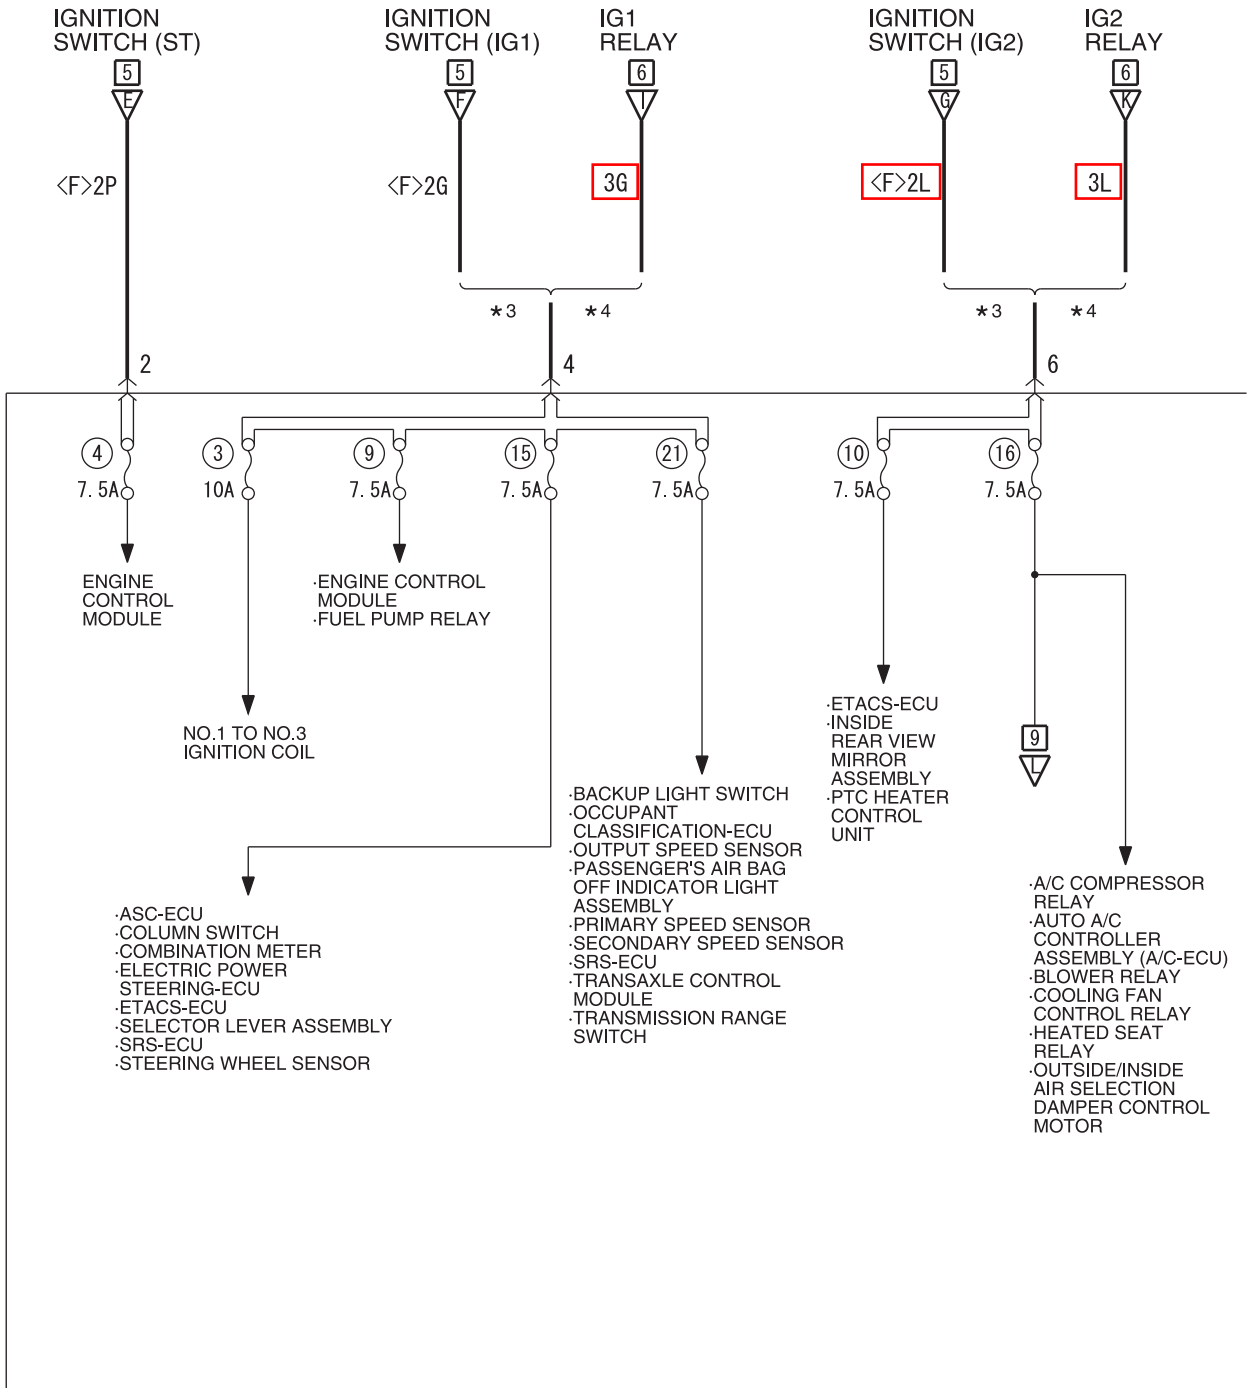 IGNITION
SWITCH (ST)
IGNITION
SWITCH (IG1)
IG1
RELAY
IGNITION
SWITCH (IG2)
IG2
RELAY
5
5
6
5
6
E
F
I
G
K
<F>2P
<F>2G
3G
<F>2L
3L
★3
★4
★3
★4
2
4
6
4
3
9
15
21
10
16
7.5A
10A
7.5A
7.5A
7.5A
7.5A
7.5A
ENGINE
CONTROL
MODULE
·ENGINE CONTROL
MODULE
·FUEL PUMP RELAY
NO.1 TO NO.3
IGNITION COIL
·ETACS-ECU
·INSIDE
REAR VIEW
MIRROR
ASSEMBLY
·PTC HEATER
CONTROL
UNIT
9
L
·BACKUP LIGHT SWITCH
·OCCUPANT
CLASSIFICATION-ECU
·OUTPUT SPEED SENSOR
·PASSENGER'S AIR BAG
OFF INDICATOR LIGHT
ASSEMBLY
·PRIMARY SPEED SENSOR
·SECONDARY SPEED SENSOR
·SRS-ECU
·TRANSAXLE CONTROL
MODULE
·TRANSMISSION RANGE
SWITCH
·ASC-ECU
·COLUMN SWITCH
·COMBINATION METER
·ELECTRIC POWER
STEERING-ECU
·ETACS-ECU
·SELECTOR LEVER ASSEMBLY
·SRS-ECU
·STEERING WHEEL SENSOR
·A/C COMPRESSOR
RELAY
·AUTO A/C
CONTROLLER
ASSEMBLY (A/C-ECU)
·BLOWER RELAY
·COOLING FAN
CONTROL RELAY
·HEATED SEAT
RELAY
·OUTSIDE/INSIDE
AIR SELECTION
DAMPER CONTROL
MOTOR